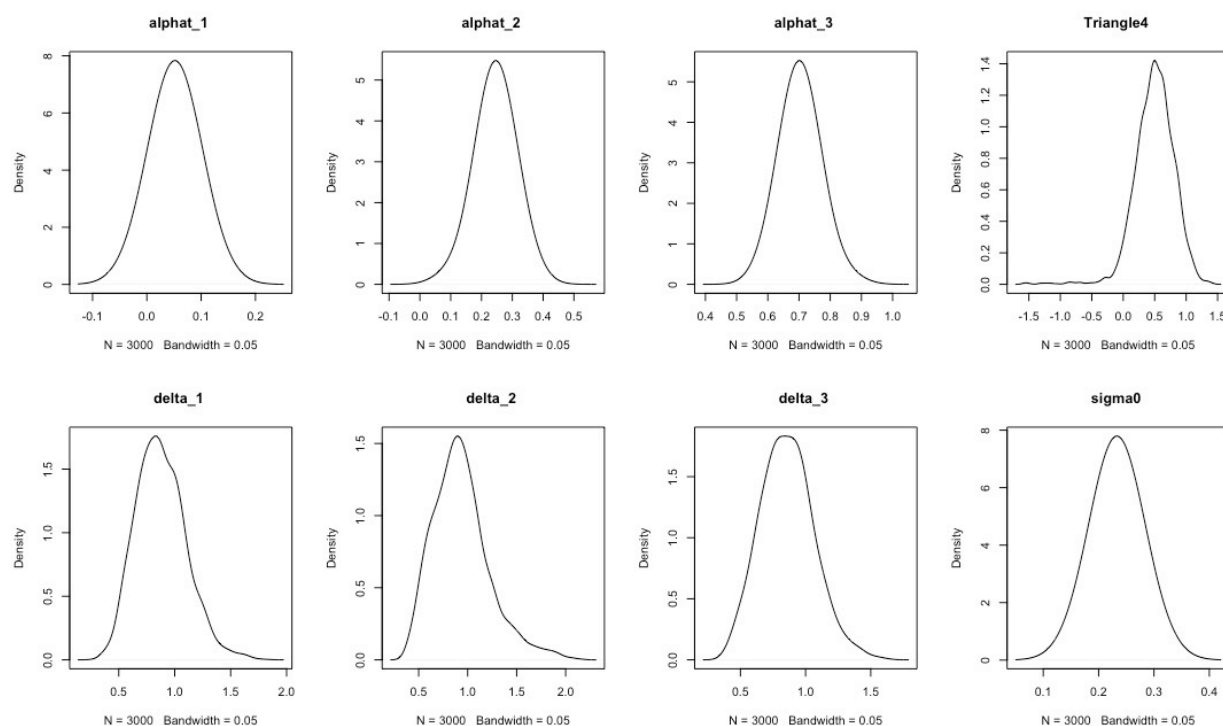 alphat_1 alphat_2 alphat_3 Triangle4
Density Density Density Density
8 6 4 2 0
5 4 3 2 1 0
5 4 3 2 1 0
1.4 1.2 1.0 0.8 0.6 0.4 0.2 0.0
-0.1 0.0 0.1 0.2 -0.1 0.0 0.1 0.2 0.3 0.4 0.5 0.4 0.5 0.6 0.7 0.8 0.9 1.0 -1.5 -1.0 -0.5 0.0 0.5 1.0 1.5
N = 3000 Bandwidth = 0.05 N = 3000 Bandwidth = 0.05 N = 3000 Bandwidth = 0.05 N = 3000 Bandwidth = 0.05
delta_1 delta_2 delta_3 sigma0
Density Density Density Density
1.5 1.0 0.5 0.0
1.5 1.0 0.5 0.0
1.5 1.0 0.5 0.0
8 6 4 2 0
0.5 1.0 1.5 2.0 0.5 1.0 1.5 2.0 0.5 1.0 1.5 0.1 0.2 0.3 0.4
N = 3000 Bandwidth = 0.05 N = 3000 Bandwidth = 0.05 N = 3000 Bandwidth = 0.05 N = 3000 Bandwidth = 0.05